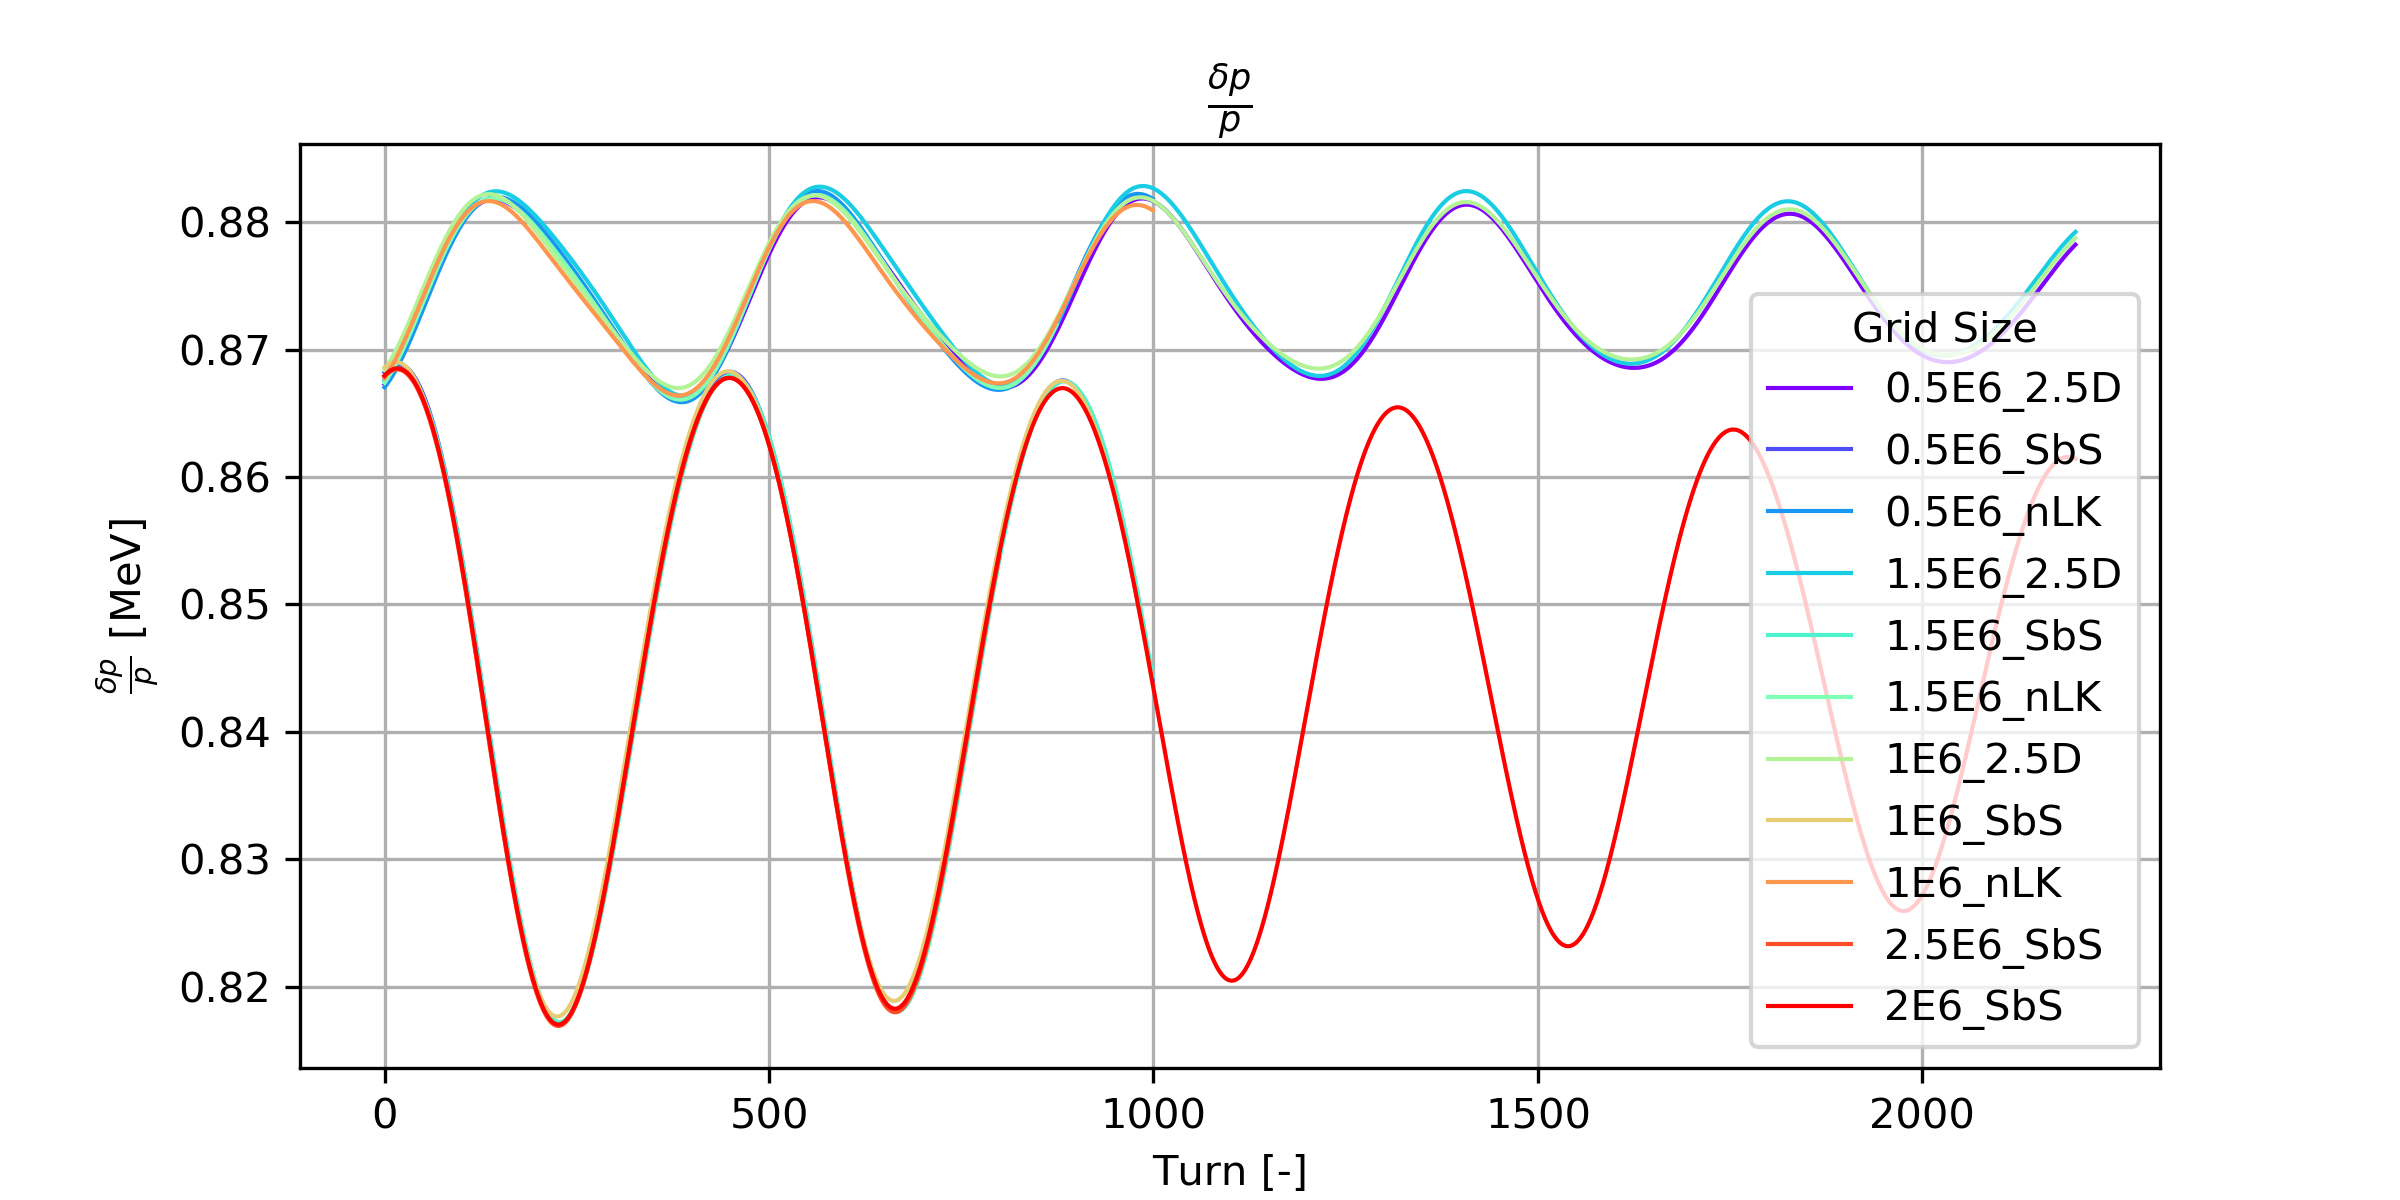 δp
p
0.88
0.87
0.86
0.85
0.84
0.83
0.82
δp/p [MeV]
0
500
1000
1500
2000
Turn [-]
Grid Size
0.5E6_2.5D
0.5E6_SbS
0.5E6_nLK
1.5E6_2.5D
1.5E6_SbS
1.5E6_nLK
1E6_2.5D
1E6_SbS
1E6_nLK
2.5E6_SbS
2E6_SbS